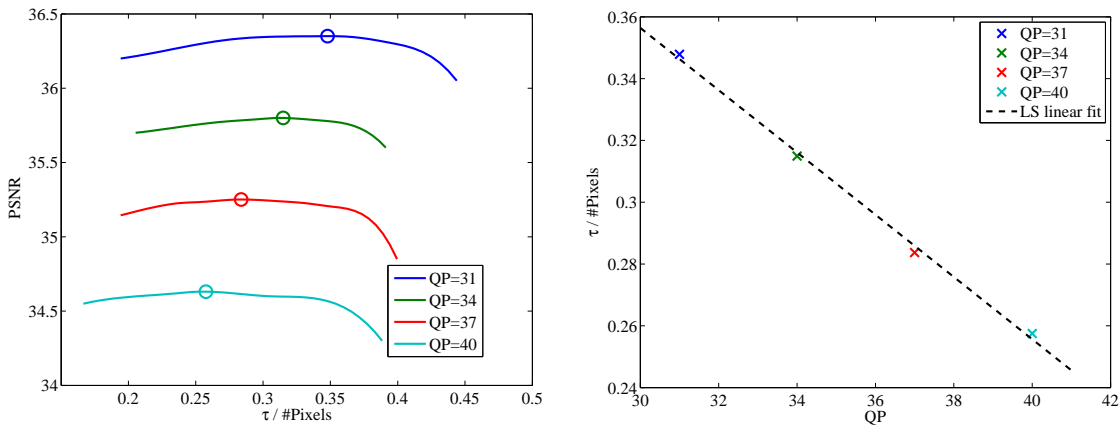 36.5
36
35.5
35
34.5
34
PSNR
0.2 0.25 0.3 0.35 0.4 0.45 0.5
τ / #Pixels
QP=31
QP=34
QP=37
QP=40
0.36
0.34
0.32
0.3
0.28
0.26
0.24
τ / #Pixels
30 32 34 36 38 40 42
QP
QP=31
QP=34
QP=37
QP=40
LS linear fit